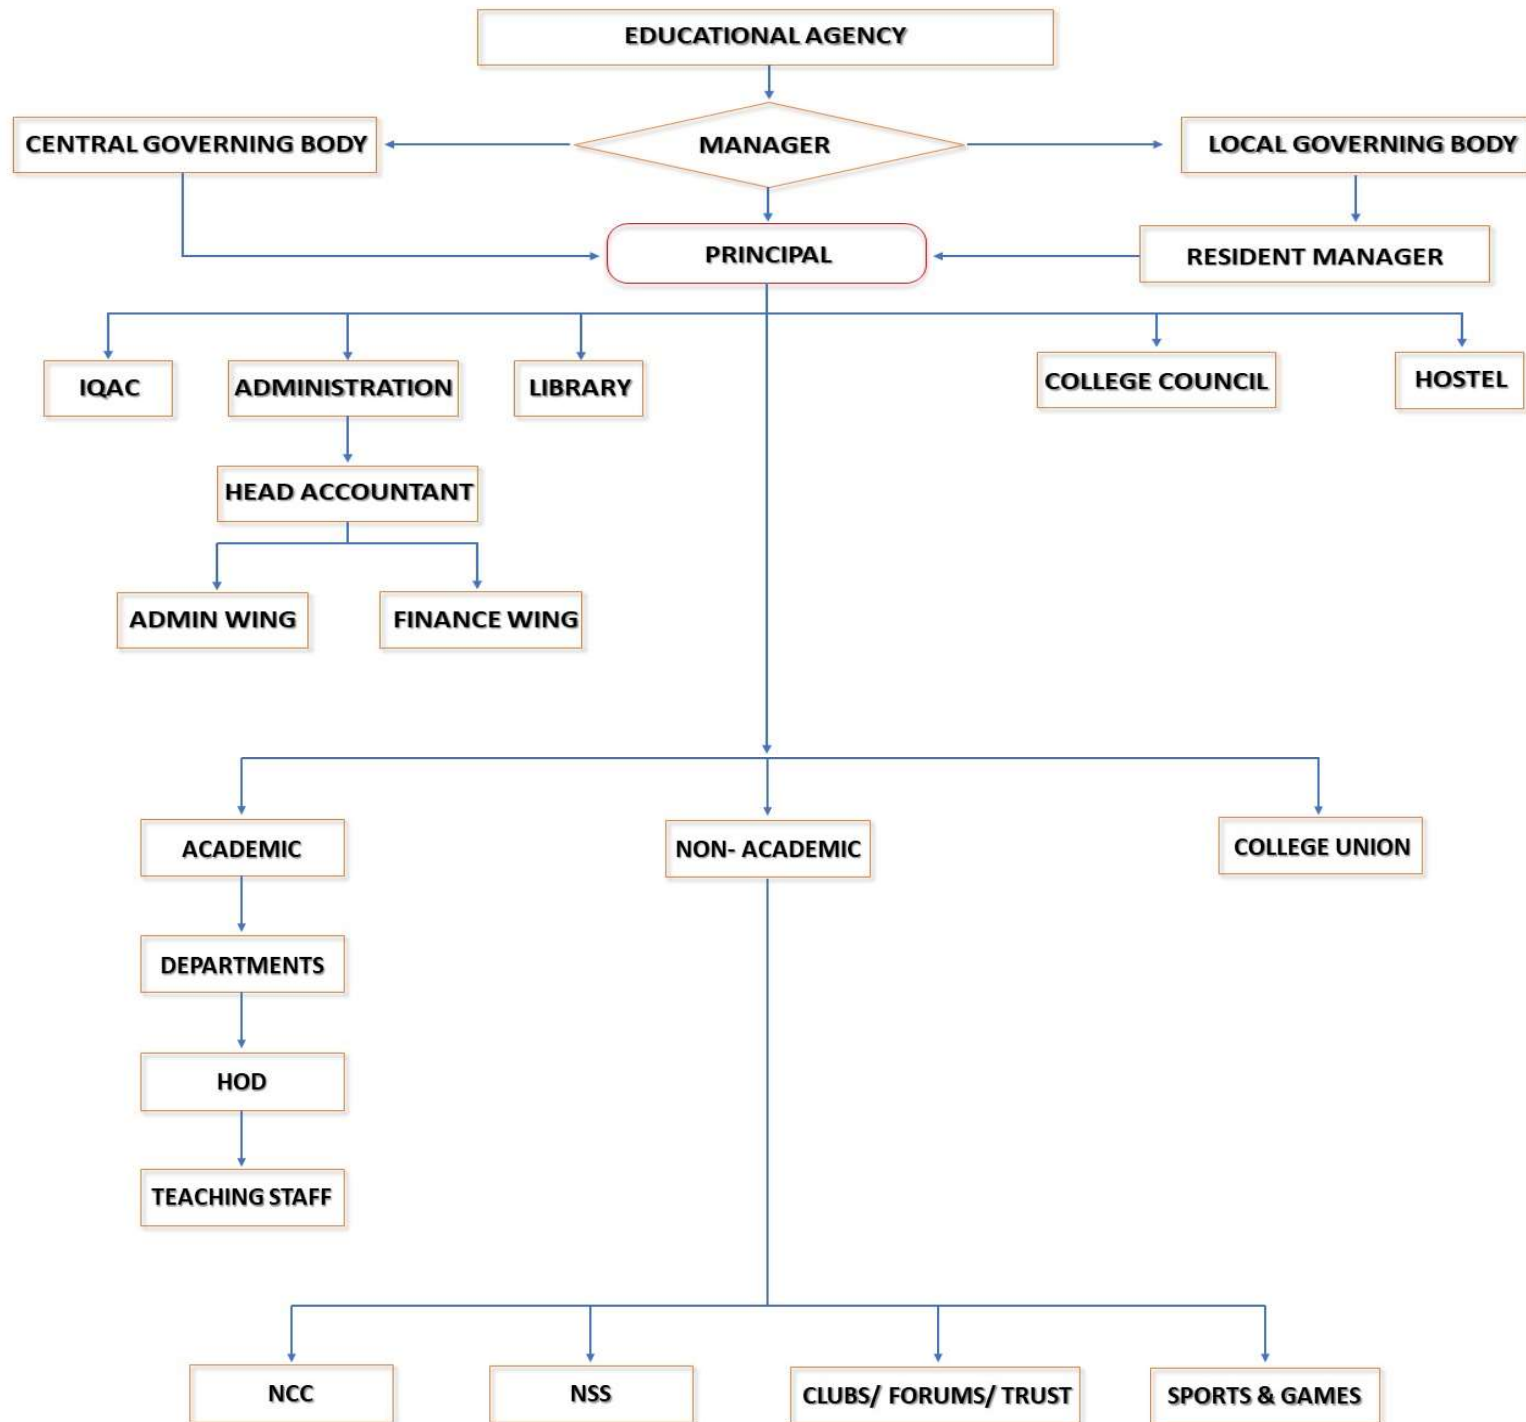 EDUCATIONAL AGENCY
CENTRAL GOVERNING BODY
MANAGER
LOCAL GOVERNING BODY
PRINCIPAL
RESIDENT MANAGER
IQAC
ADMINISTRATION
LIBRARY
COLLEGE COUNCIL
HOSTEL
HEAD ACCOUNTANT
ADMIN WING
FINANCE WING
ACADEMIC
NON- ACADEMIC
COLLEGE UNION
DEPARTMENTS
HOD
TEACHING STAFF
NCC
NSS
CLUBS/ FORUMS/ TRUST
SPORTS & GAMES